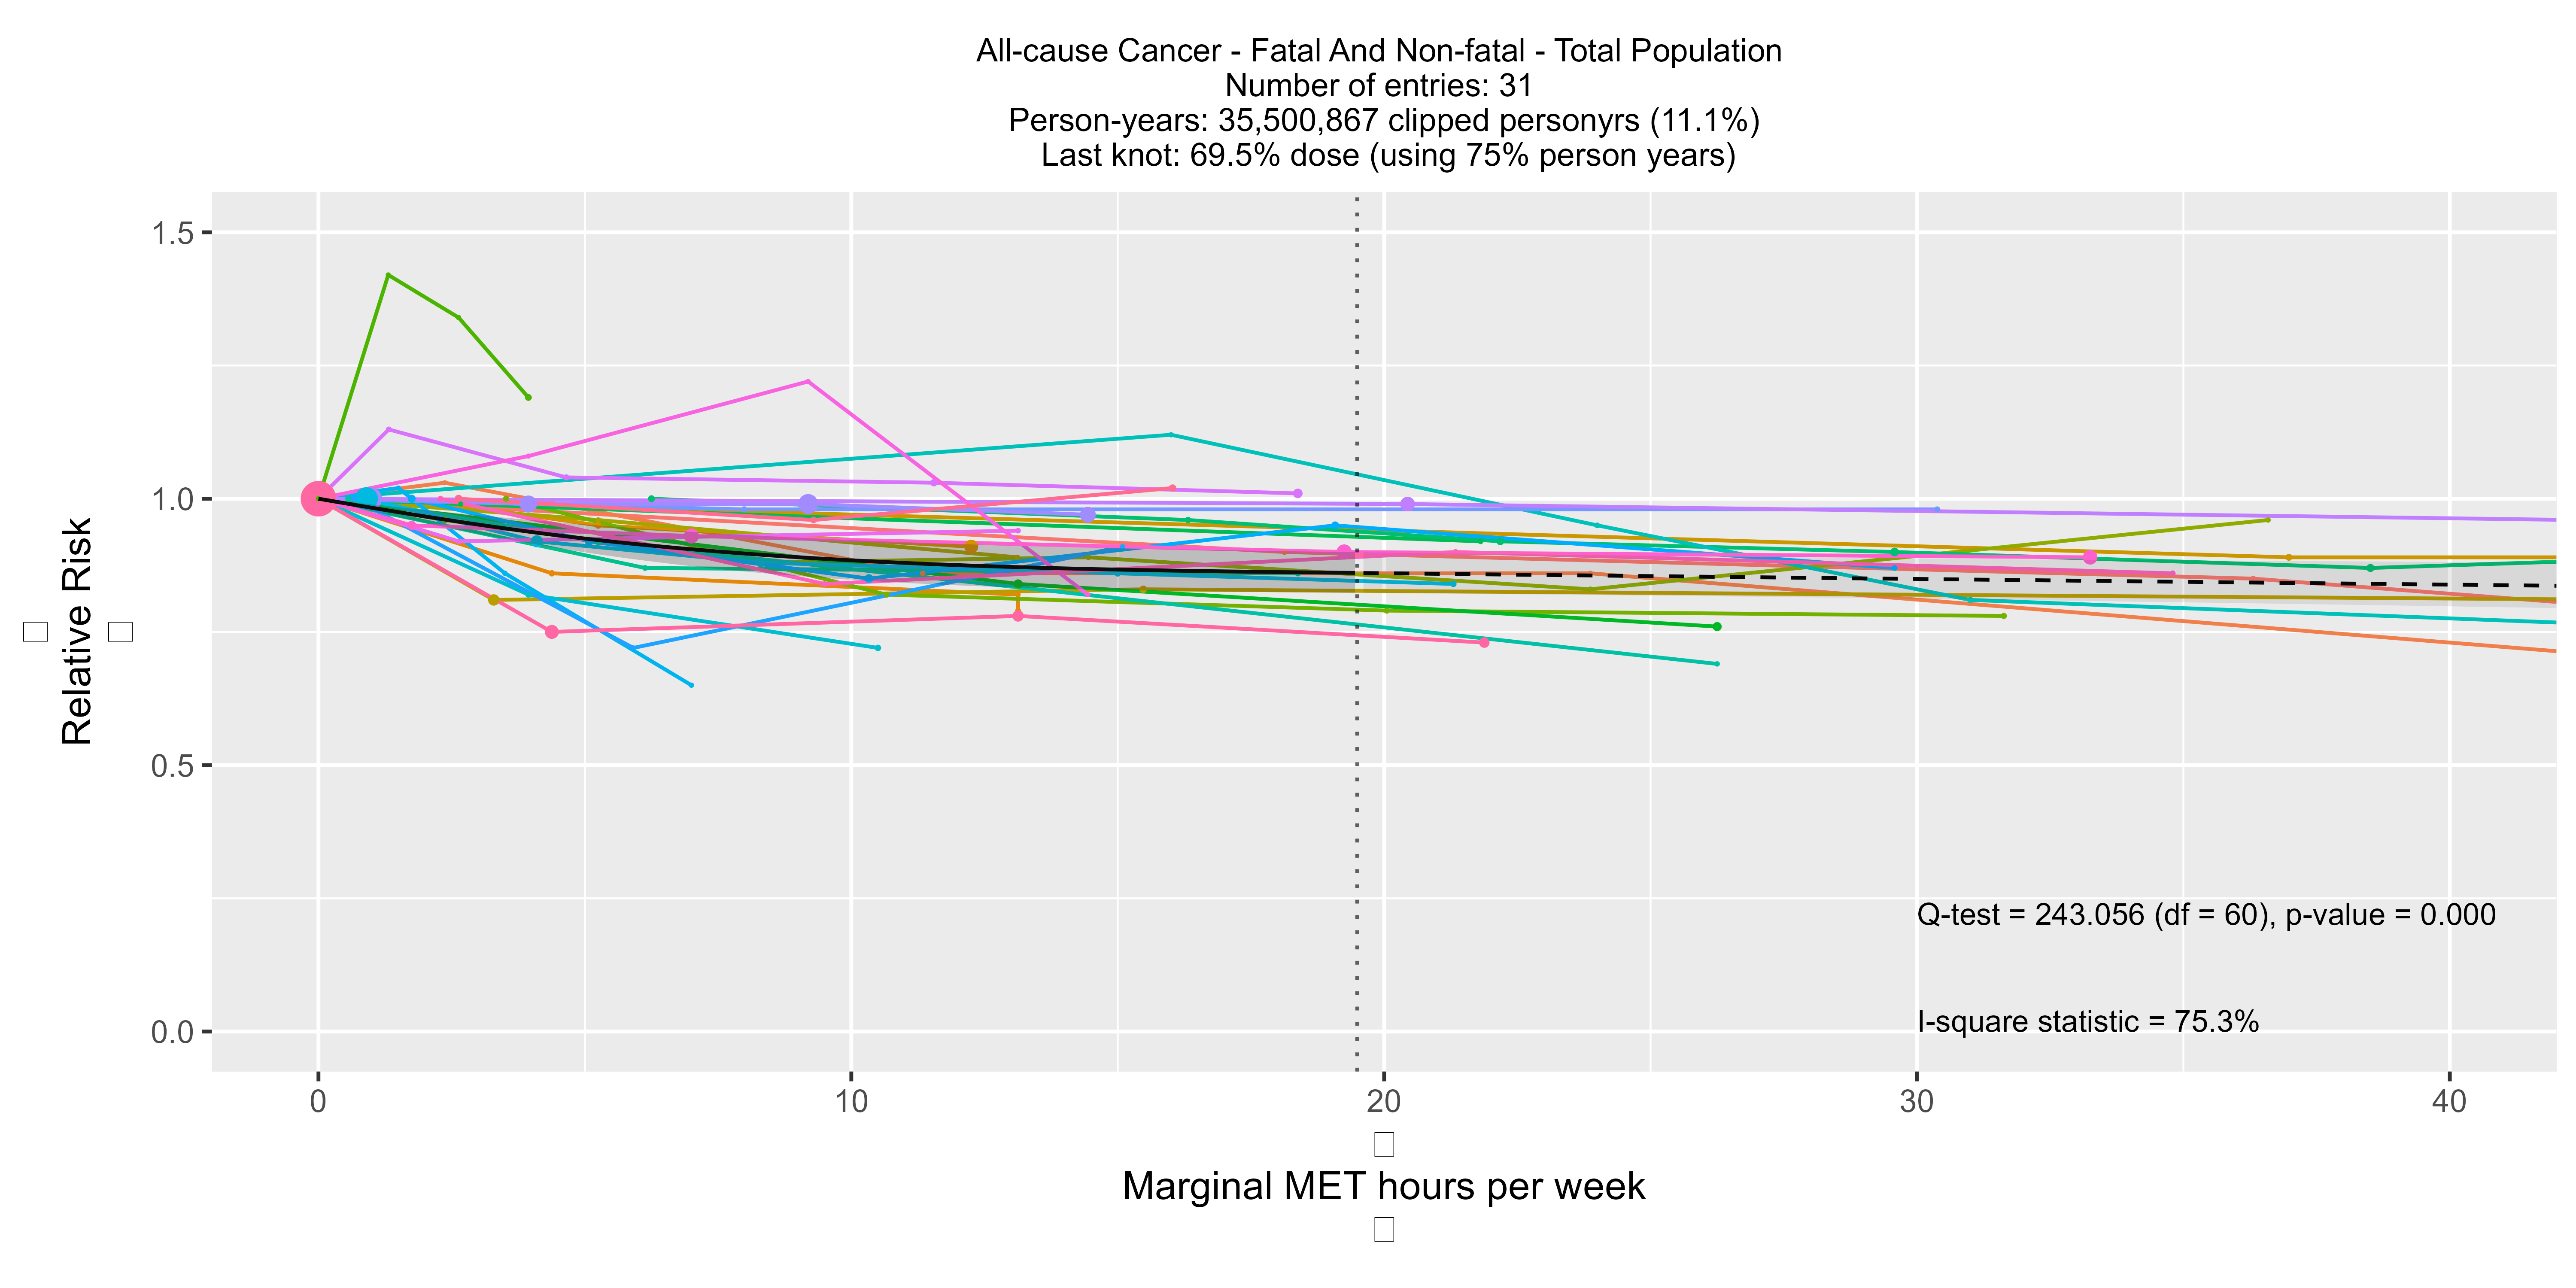 All-cause Cancer - Fatal And Non-fatal - Total Population
Number of entries: 31
Person-years: 35,500,867 clipped personyrs (11.1%)
Last knot: 69.5% dose (using 75% person years)
1.5
1.0
0.5
0.0
Relative Risk
Q-test = 243.056 (df = 60), p-value = 0.000
I-square statistic = 75.3%
0 10 20 30 40
Marginal MET hours per week